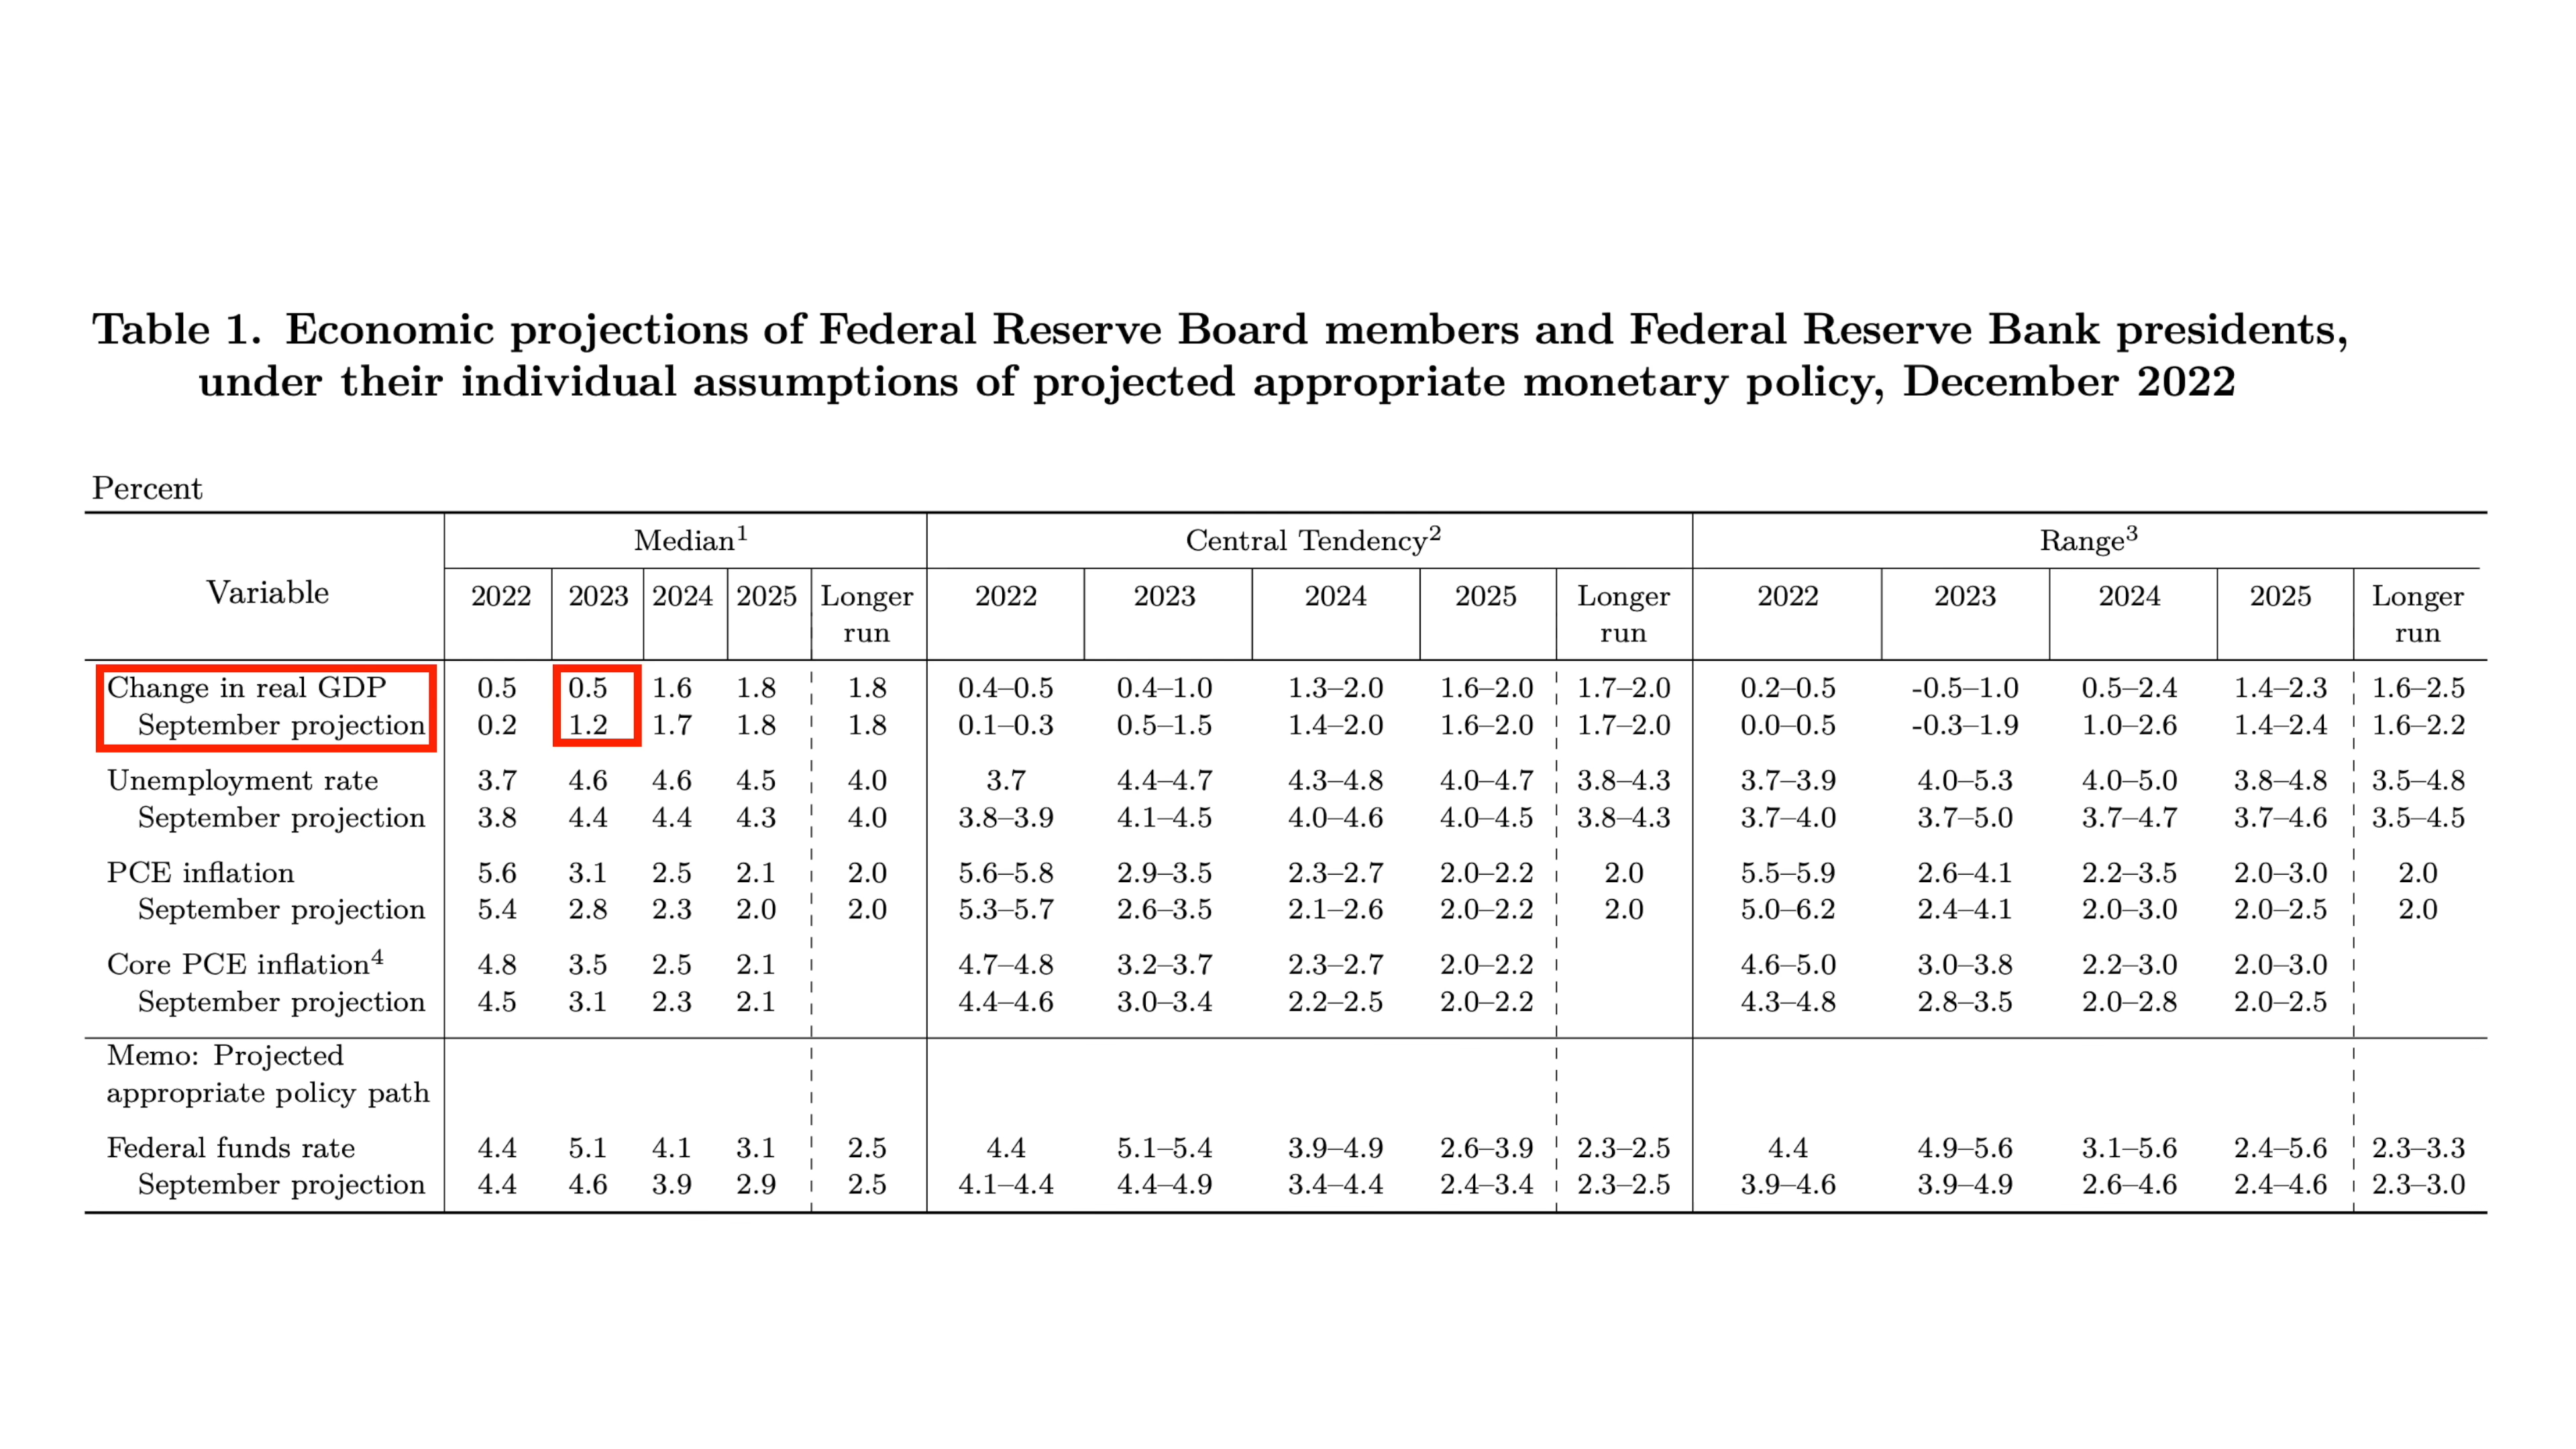 Table 1. Economic projections of Federal Reserve Board members and Federal Reserve Bank presidents,
under their individual assumptions of projected appropriate monetary policy, December 2022
Percent
Variable Median1 Central Tendency2 Range3
2022 2023 2024 2025 Longer run 2022 2023 2024 2025 Longer run 2022 2023 2024 2025 Longer run
Change in real GDP 0.5 0.5 1.6 1.8 1.8 0.4–0.5 0.4–1.0 1.3–2.0 1.6–2.0 1.7–2.0 0.2–0.5 -0.5–1.0 0.5–2.4 1.4–2.3 1.6–2.5
September projection 0.2 1.2 1.7 1.8 1.8 0.1–0.3 0.5–1.5 1.4–2.0 1.6–2.0 1.7–2.0 0.0–0.5 -0.3–1.9 1.0–2.6 1.4–2.4 1.6–2.2
Unemployment rate 3.7 4.6 4.6 4.5 4.0 3.7 4.4–4.7 4.3–4.8 4.0–4.7 3.8–4.3 3.7–3.9 4.0–5.3 4.0–5.0 3.8–4.8 3.5–4.8
September projection 3.8 4.4 4.4 4.3 4.0 3.8–3.9 4.1–4.5 4.0–4.6 4.0–4.5 3.8–4.3 3.7–4.0 3.7–5.0 3.7–4.7 3.7–4.6 3.5–4.5
PCE inflation 5.6 3.1 2.5 2.1 2.0 5.6–5.8 2.9–3.5 2.3–2.7 2.0–2.2 2.0 5.5–5.9 2.6–4.1 2.2–3.5 2.0–3.0 2.0
September projection 5.4 2.8 2.3 2.0 2.0 5.3–5.7 2.6–3.5 2.1–2.6 2.0–2.2 2.0 5.0–6.2 2.4–4.1 2.0–3.0 2.0–2.5 2.0
Core PCE inflation4 4.8 3.5 2.5 2.1 4.7–4.8 3.2–3.7 2.3–2.7 2.0–2.2 4.6–5.0 3.0–3.8 2.2–3.0 2.0–3.0
September projection 4.5 3.1 2.3 2.1 4.4–4.6 3.0–3.4 2.2–2.5 2.0–2.2 4.3–4.8 2.8–3.5 2.0–2.8 2.0–2.5
Memo: Projected
appropriate policy path
Federal funds rate 4.4 5.1 4.1 3.1 2.5 4.4 5.1–5.4 3.9–4.9 2.6–3.9 2.3–2.5 4.4 4.9–5.6 3.1–5.6 2.4–5.6 2.3–3.3
September projection 4.4 4.6 3.9 2.9 2.5 4.1–4.4 4.4–4.9 3.4–4.4 2.4–3.4 2.3–2.5 3.9–4.6 3.9–4.9 2.6–4.6 2.4–4.6 2.3–3.0